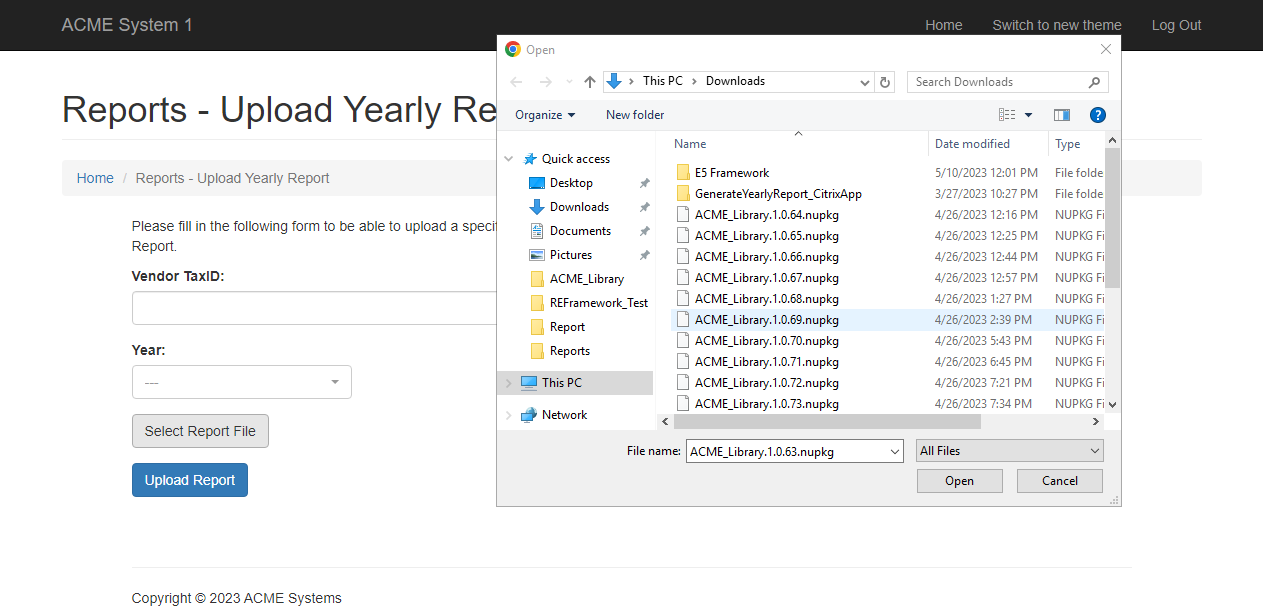 ACME System 1
Home Switch to new theme Log Out
Reports - Upload Yearly Re
Home / Reports - Upload Yearly Report
Please fill in the following form to be able to upload a specif
Report.
Vendor TaxID:
Year:
---
Select Report File
Upload Report
Copyright © 2023 ACME Systems
Open
This PC > Downloads
Search Downloads
Organize New folder
?
Quick access
Desktop
Downloads
Documents
Pictures
ACME_Library
REFramework_Test
Report
Reports
This PC
Network
Name Date modified Type
E5 Framework 5/10/2023 12:01 PM File folde
GenerateYearlyReport_CitrixApp 3/27/2023 10:27 PM File folde
ACME_Library.1.0.64.nupkg 4/26/2023 12:16 PM NUPKG Fi
ACME_Library.1.0.65.nupkg 4/26/2023 12:25 PM NUPKG Fi
ACME_Library.1.0.66.nupkg 4/26/2023 12:44 PM NUPKG Fi
ACME_Library.1.0.67.nupkg 4/26/2023 12:57 PM NUPKG Fi
ACME_Library.1.0.68.nupkg 4/26/2023 1:27 PM NUPKG Fi
ACME_Library.1.0.69.nupkg 4/26/2023 2:39 PM NUPKG Fi
ACME_Library.1.0.70.nupkg 4/26/2023 5:43 PM NUPKG Fi
ACME_Library.1.0.71.nupkg 4/26/2023 6:45 PM NUPKG Fi
ACME_Library.1.0.72.nupkg 4/26/2023 7:21 PM NUPKG Fi
ACME_Library.1.0.73.nupkg 4/26/2023 7:34 PM NUPKG Fi
File name: ACME_Library.1.0.63.nupkg All Files
Open Cancel